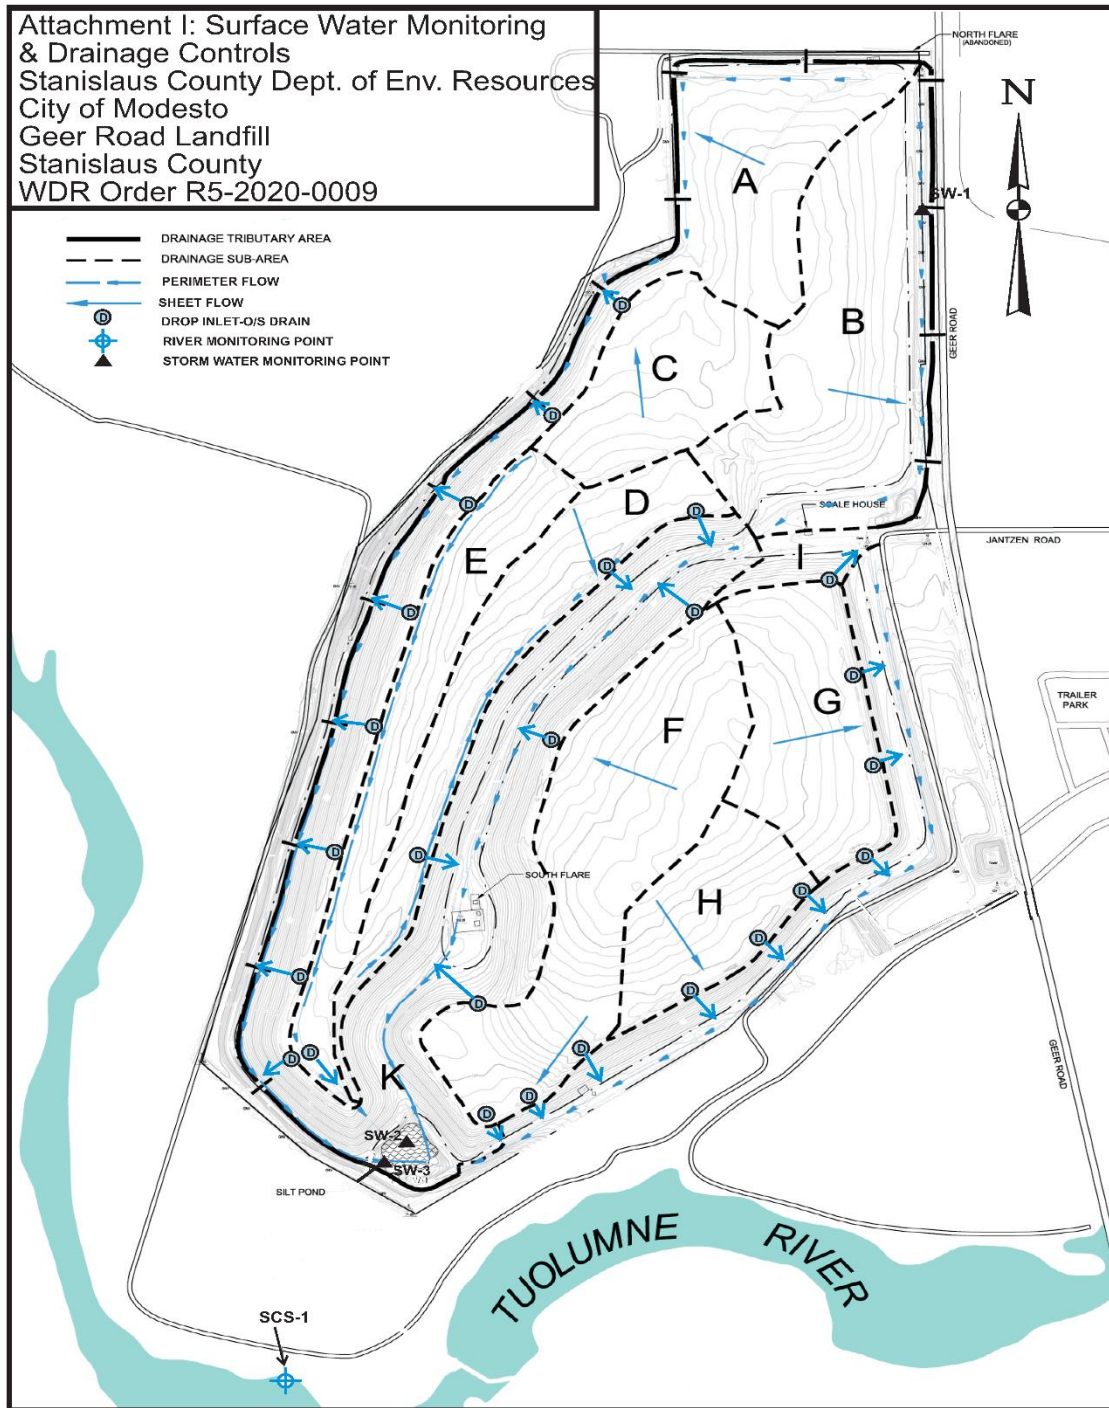 Attachment I: Surface Water Monitoring
& Drainage Controls
Stanislaus County Dept. of Env. Resources
City of Modesto
Geer Road Landfill
Stanislaus County
WDR Order R5-2020-0009
NORTH FLARE
(ABANDONED)
N
DRAINAGE TRIBUTARY AREA
DRAINAGE SUB-AREA
PERIMETER FLOW
SHEET FLOW
D
DROP INLET-O/S DRAIN
RIVER MONITORING POINT
STORM WATER MONITORING POINT
A
SW-1
B
GEER ROAD
D
C
D
D
D
D
SCALE HOUSE
JANTZEN ROAD
E
D
I
D
D
D
D
G
TRAILER
PARK
F
D
D
D
D
D
D
D
SOUTH FLARE
D
H
D
D
D
D
GEER ROAD
D
D
D
K
D
D
SW-2
SW-3
SILT POND
TUOLUMNE RIVER
SCS-1